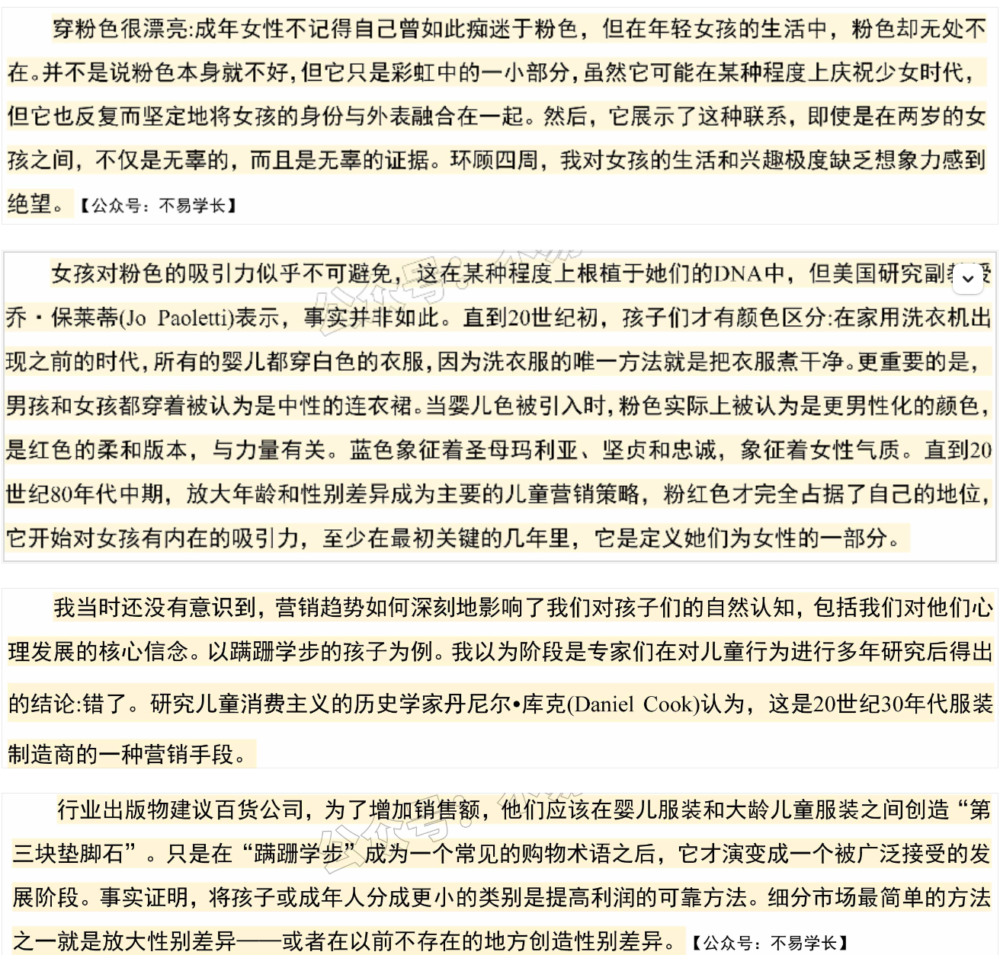 穿粉色很漂亮:成年女性不记得自己曾如此痴迷于粉色，但在年轻女孩的生活中，粉色却无处不
在。并不是说粉色本身就不好,但它只是彩虹中的一小部分,虽然它可能在某种程度上庆祝少女时代，
但它也反复而坚定地将女孩的身份与外表融合在一起。然后，它展示了这种联系，即使是在两岁的女
孩之间，不仅是无辜的，而且是无辜的证据。环顾四周，我对女孩的生活和兴趣极度缺乏想象力感到
绝望。【公众号：不易学长】
女孩对粉色的吸引力似乎不可避免，这在某种程度上根植于她们的DNA中，但美国研究副教授
乔·保莱蒂(Jo Paoletti)表示，事实并非如此。直到20世纪初，孩子们才有颜色区分:在家用洗衣机出
现之前的时代,所有的婴儿都穿白色的衣服,因为洗衣服的唯一方法就是把衣服煮干净。更重要的是，
男孩和女孩都穿着被认为是中性的连衣裙。当婴儿色被引入时,粉色实际上被认为是更男性化的颜色，
是红色的柔和版本，与力量有关。蓝色象征着圣母玛利亚、坚贞和忠诚，象征着女性气质。直到20
世纪80年代中期，放大年龄和性别差异成为主要的儿童营销策略，粉红色才完全占据了自己的地位，
它开始对女孩有内在的吸引力，至少在最初关键的几年里，它是定义她们为女性的一部分。
公众号：不易
我当时还没有意识到，营销趋势如何深刻地影响了我们对孩子们的自然认知，包括我们对他们心
理发展的核心信念。以蹒跚学步的孩子为例。我以为阶段是专家们在对儿童行为进行多年研究后得出
的结论:错了。研究儿童消费主义的历史学家丹尼尔•库克(Daniel Cook)认为，这是20世纪30年代服装
制造商的一种营销手段。
行业出版物建议百货公司，为了增加销售额，他们应该在婴儿服装和大龄儿童服装之间创造“第
三块垫脚石”。只是在“蹒跚学步”成为一个常见的购物术语之后，它才演变成一个被广泛接受的发
展阶段。事实证明，将孩子或成年人分成更小的类别是提高利润的可靠方法。细分市场最简单的方法
之一就是放大性别差异——或者在以前不存在的地方创造性别差异。【公众号：不易学长】
公众号：不易